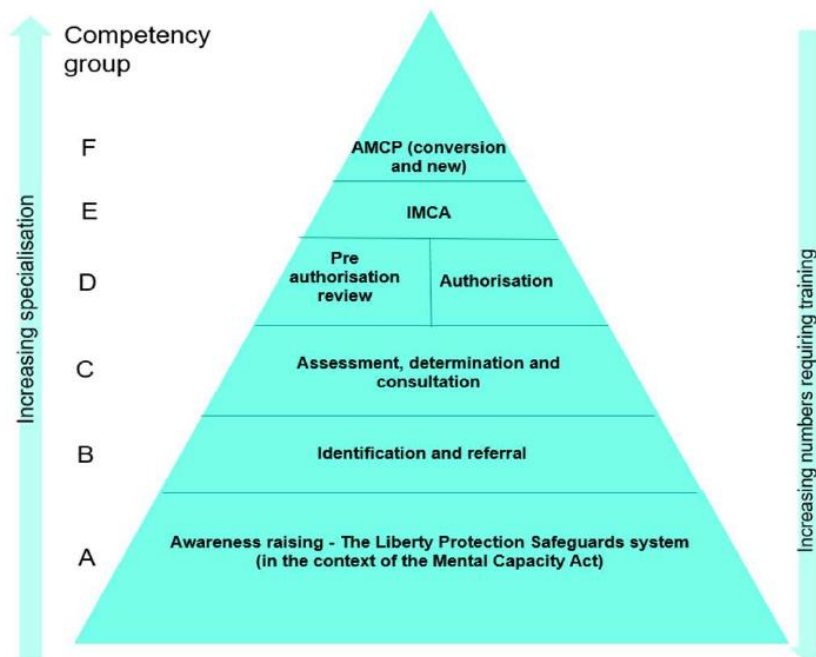 Competency
group
F
AMCP (conversion
and new)
E
IMCA
D
Pre
authorisation
review
Authorisation
C
Assessment, determination and
consultation
B
Identification and referral
A
Awareness raising - The Liberty Protection Safeguards system
(in the context of the Mental Capacity Act)
Increasing specialisation
Increasing numbers requiring training